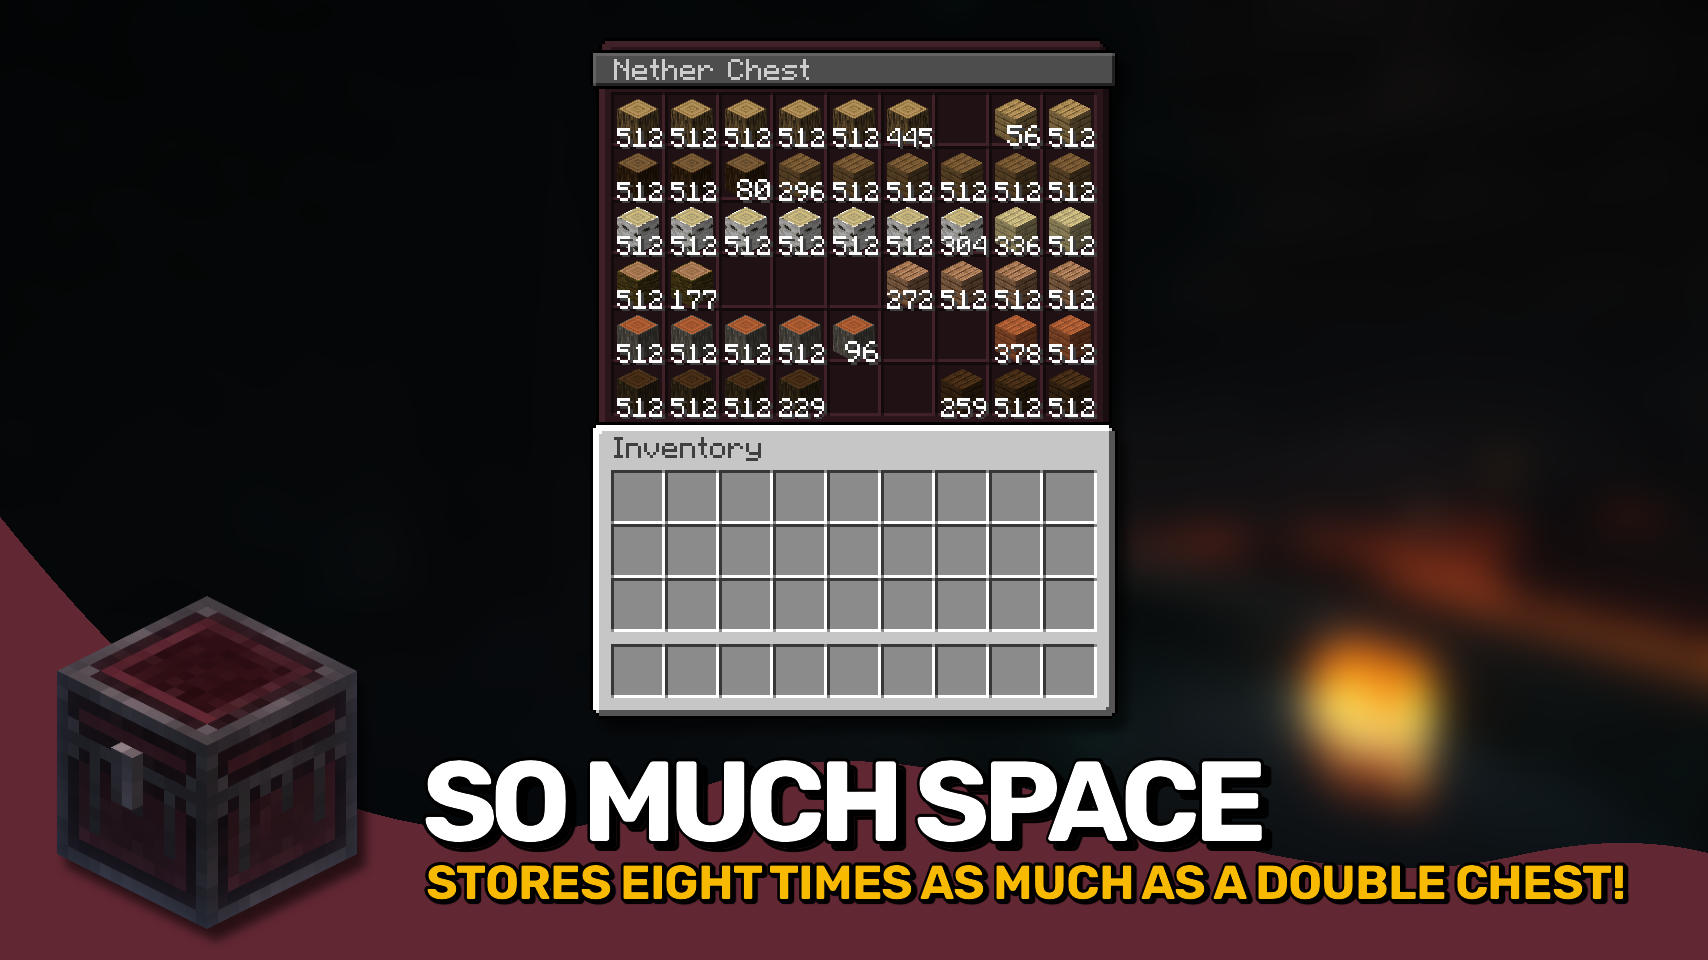 Nether Chest
512 512 512 512 512 445 56 512
512 512 80 296 512 512 512 512 512
512 512 512 512 512 512 304 336 512
512 177 272 512 512 512
512 512 512 512 96 378 512
512 512 512 229 259 512 512
Inventory
SO MUCH SPACE
STORES EIGHT TIMES AS MUCH AS A DOUBLE CHEST!